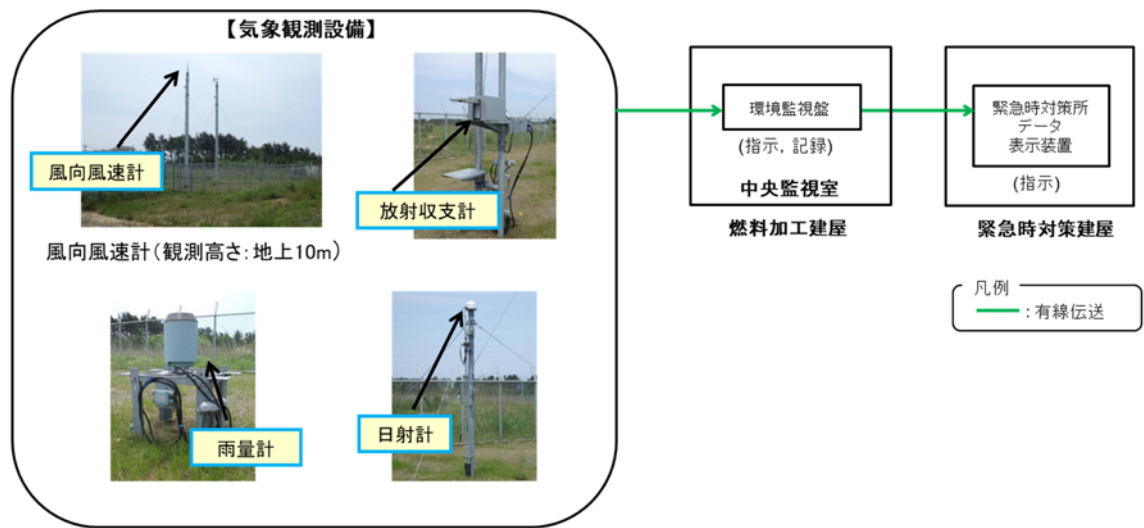 【気象観測設備】
風向風速計
放射収支計
風向風速計(観測高さ:地上10m)
雨量計
日射計
環境監視盤
(指示,記録)
中央監視室
燃料加工建屋
緊急時対策所
データ
表示装置
(指示)
緊急時対策建屋
凡例
:有線伝送